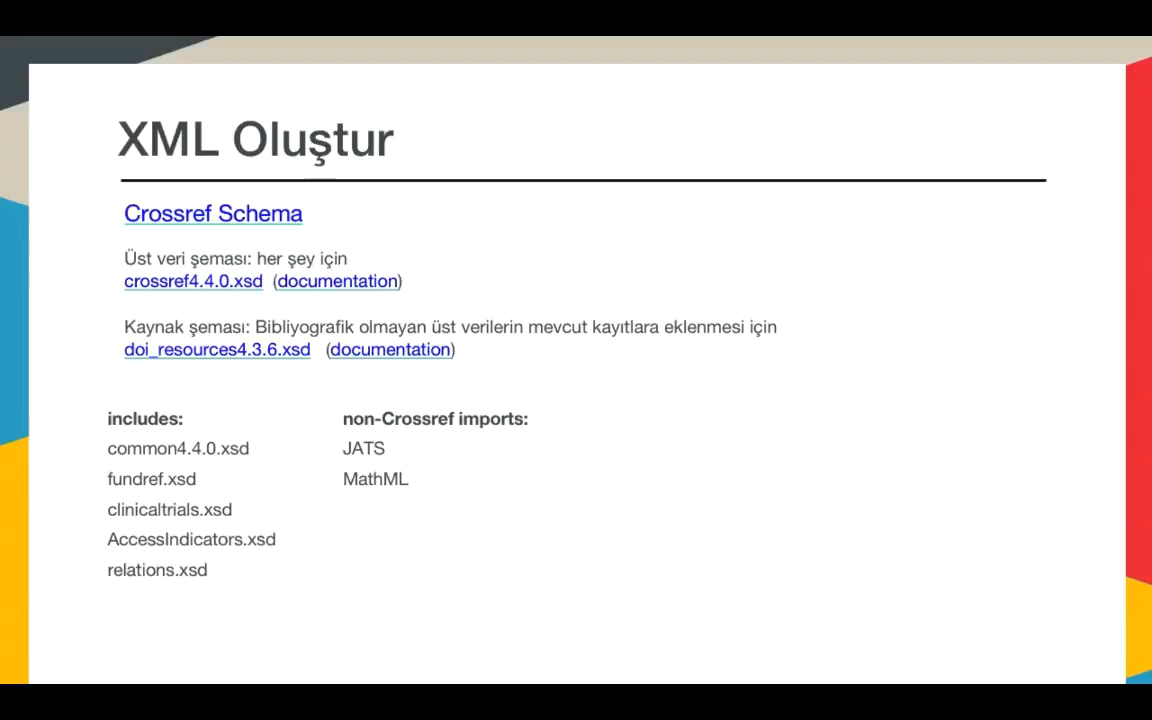 XML Oluştur
Crossref Schema
Üst veri şeması: her şey için
crossref4.4.0.xsd (documentation)
Kaynak şeması: Bibliyografik olmayan üst verilerin mevcut kayıtlara eklenmesi için
doi_resources4.3.6.xsd (documentation)
includes:
common4.4.0.xsd
fundref.xsd
clinicaltrials.xsd
AccessIndicators.xsd
relations.xsd
non-Crossref imports:
JATS
MathML